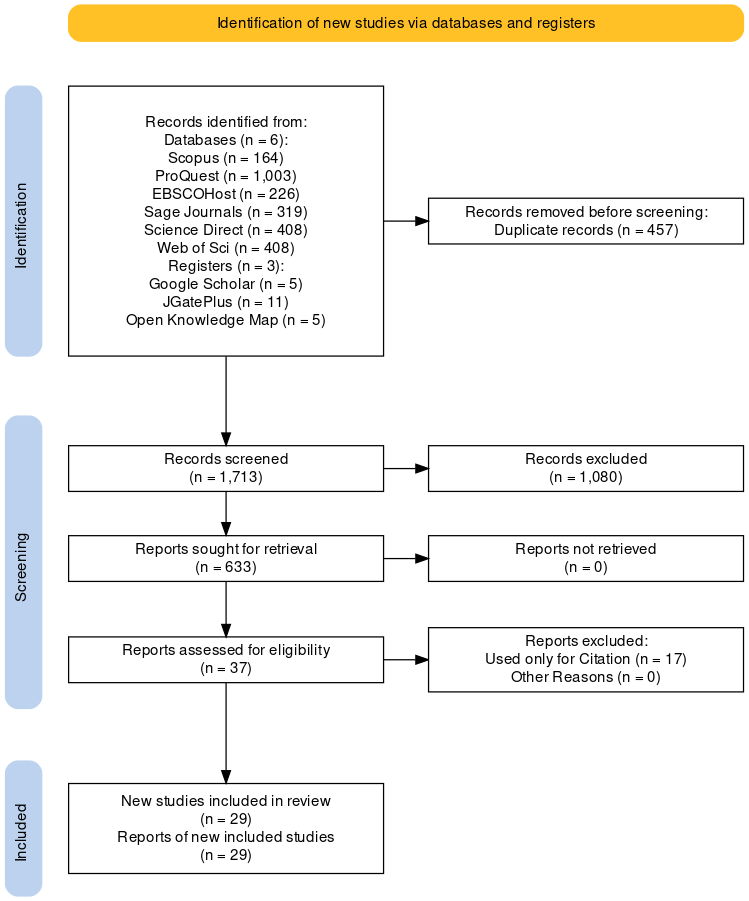 Identification of new studies via databases and registers
Identification
Records identified from:
Databases (n = 6):
Scopus (n = 164)
ProQuest (n = 1,003)
EBSCOHost (n = 226)
Sage Journals (n = 319)
Science Direct (n = 408)
Web of Sci (n = 408)
Registers (n = 3):
Google Scholar (n = 5)
JGatePlus (n = 11)
Open Knowledge Map (n = 5)
Records removed before screening:
Duplicate records (n = 457)
Screening
Records screened
(n = 1,713)
Records excluded
(n = 1,080)
Reports sought for retrieval
(n = 633)
Reports not retrieved
(n = 0)
Reports assessed for eligibility
(n = 37)
Reports excluded:
Used only for Citation (n = 17)
Other Reasons (n = 0)
Included
New studies included in review
(n = 29)
Reports of new included studies
(n = 29)